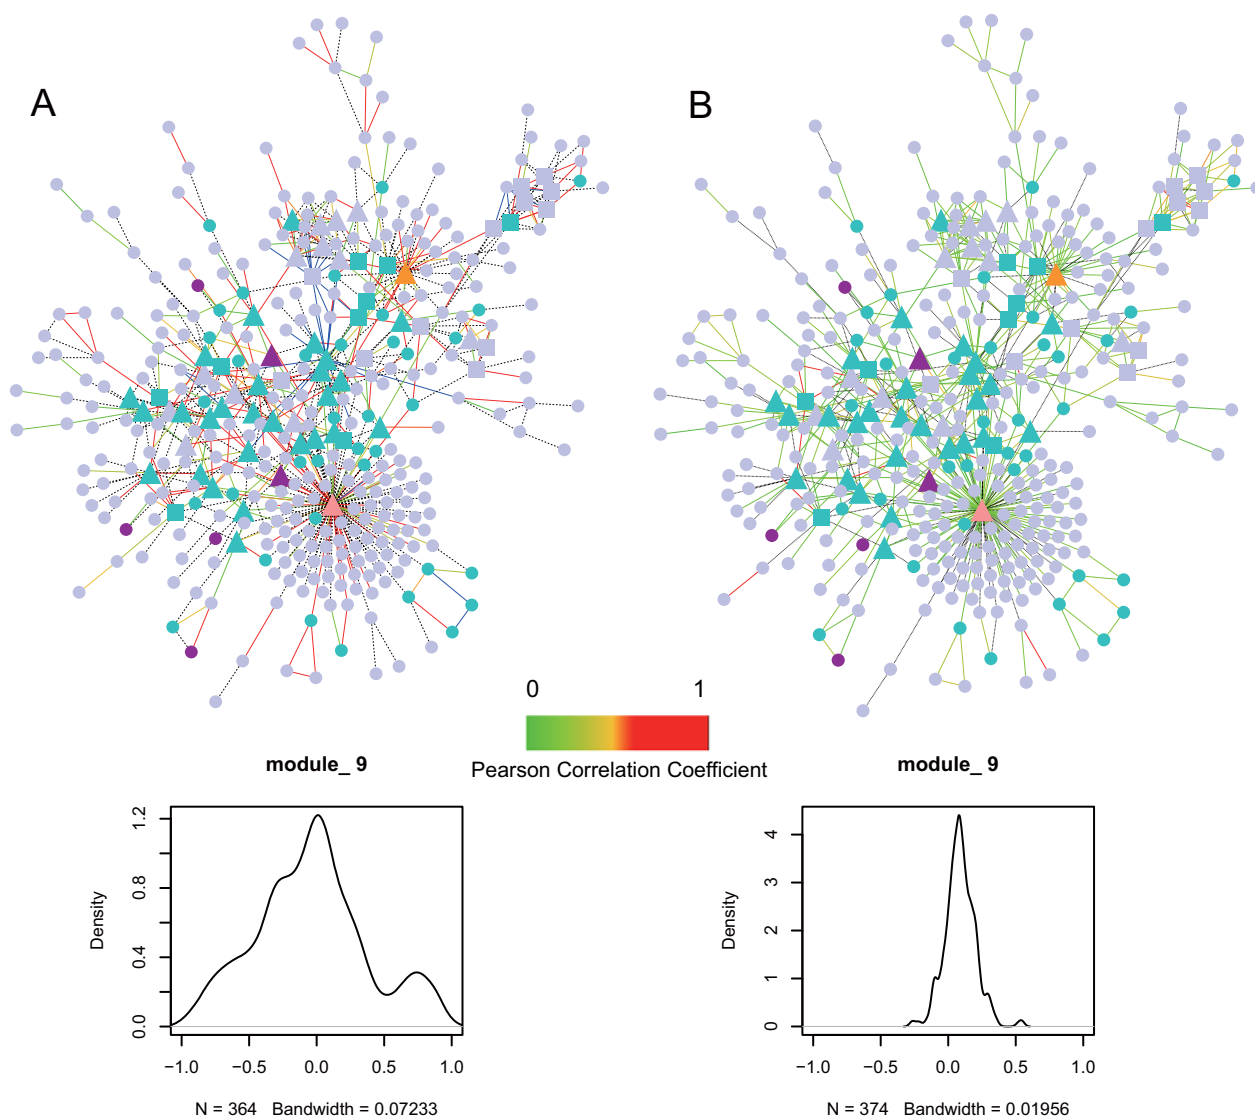 A
B
0 1
Pearson Correlation Coefficient
module_ 9
module_ 9
Density
0.0 0.4 0.8 1.2
−1.0 −0.5 0.0 0.5 1.0
N = 364 Bandwidth = 0.07233
Density
0 1 2 3 4
−1.0 −0.5 0.0 0.5 1.0
N = 374 Bandwidth = 0.01956